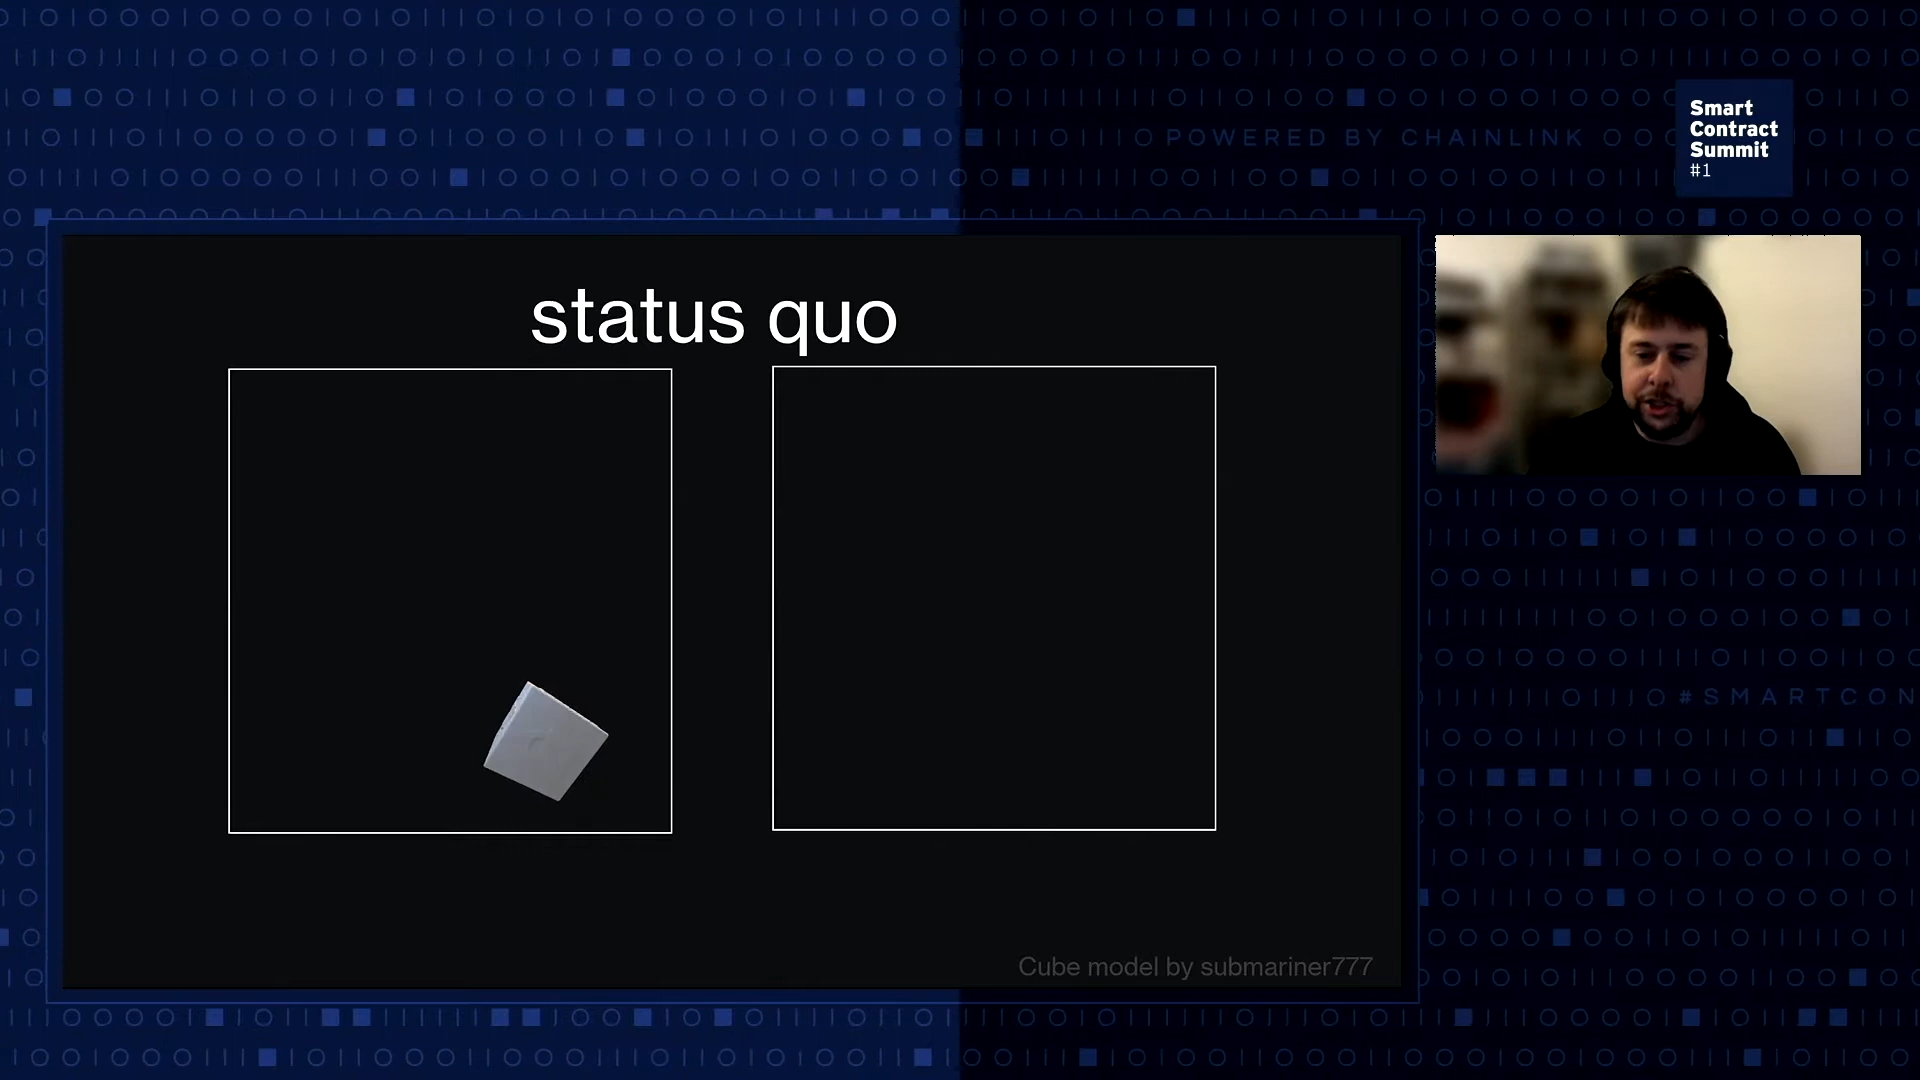 POWERED BY CHAINLINK
Smart
Contract
Summit
#1
status quo
#SMARTCON
Cube model by submariner777